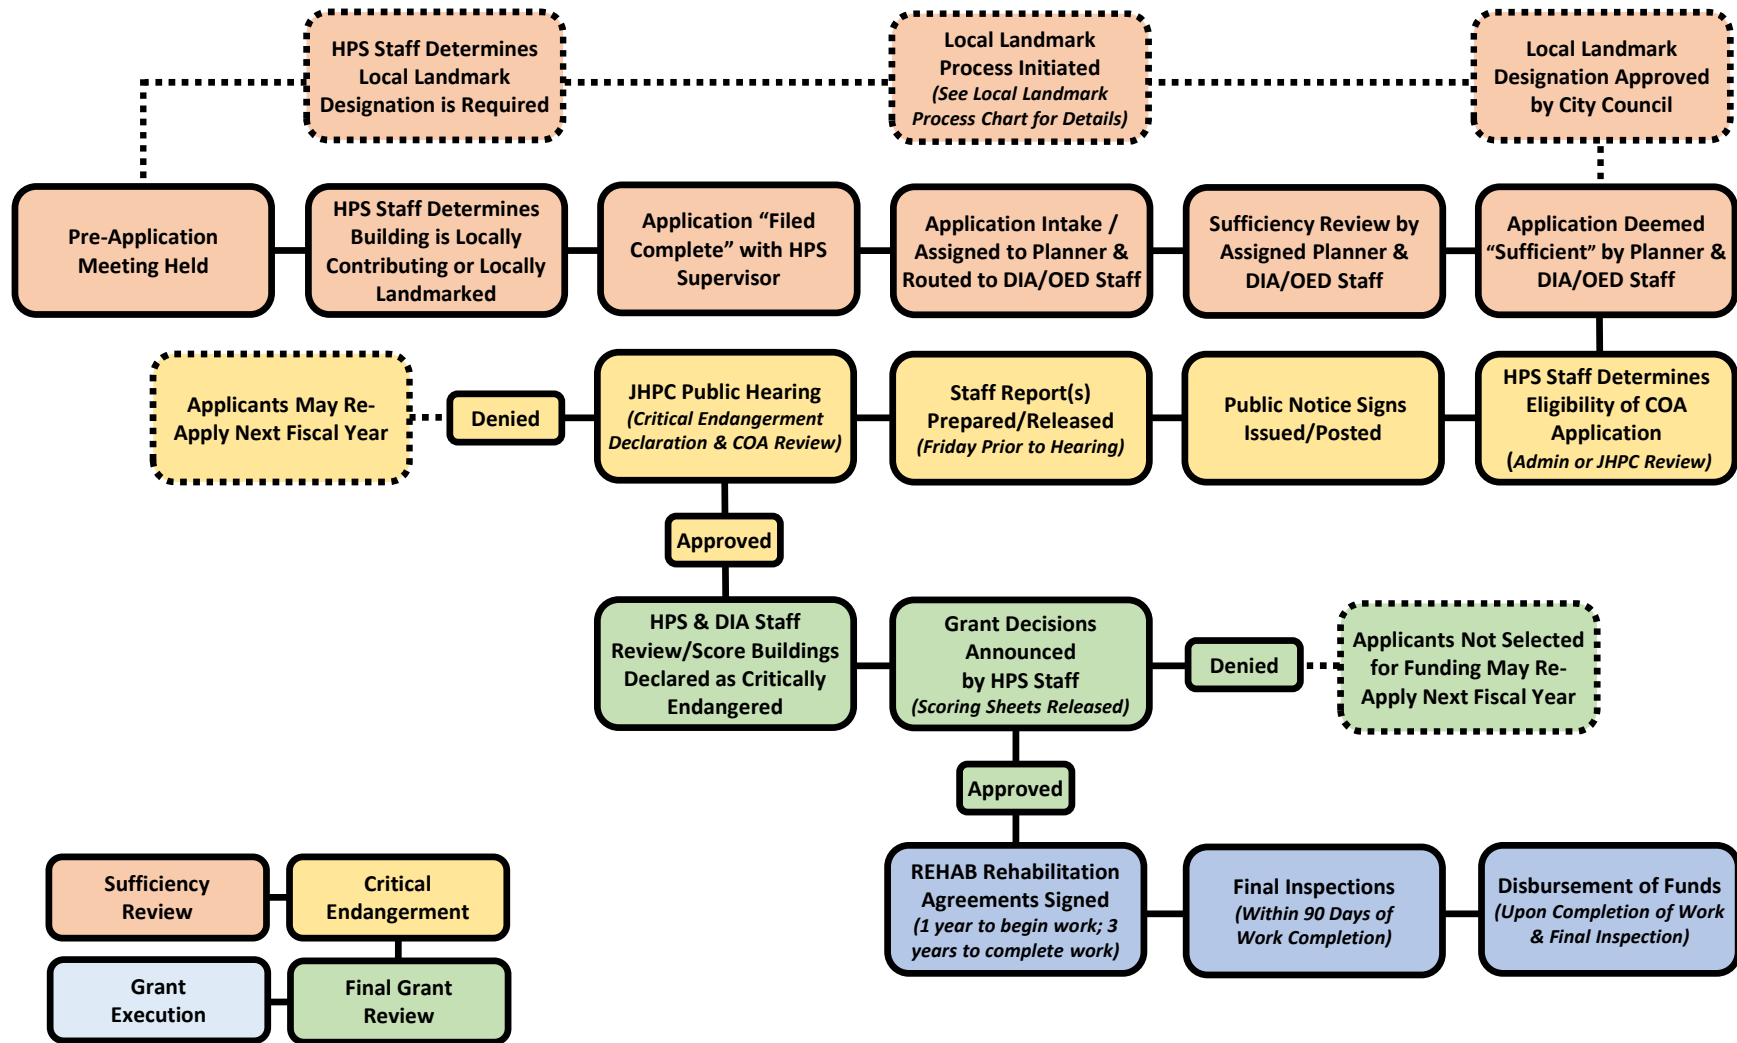 HPS Staff Determines
Local Landmark
Designation is Required
Local Landmark
Process Initiated
(See Local Landmark
Process Chart for Details)
Local Landmark
Designation Approved
by City Council
Pre-Application
Meeting Held
HPS Staff Determines
Building is Locally
Contributing or Locally
Landmarked
Application “Filed
Complete” with HPS
Supervisor
Application Intake /
Assigned to Planner &
Routed to DIA/OED Staff
Sufficiency Review by
Assigned Planner &
DIA/OED Staff
Application Deemed
“Sufficient” by Planner &
DIA/OED Staff
Applicants May Re-
Apply Next Fiscal Year
Denied
JHPC Public Hearing
(Critical Endangerment
Declaration & COA Review)
Staff Report(s)
Prepared/Released
(Friday Prior to Hearing)
Public Notice Signs
Issued/Posted
HPS Staff Determines
Eligibility of COA
Application
(Admin or JHPC Review)
Approved
HPS & DIA Staff
Review/Score Buildings
Declared as Critically
Endangered
Grant Decisions
Announced
by HPS Staff
(Scoring Sheets Released)
Denied
Applicants Not Selected
for Funding May Re-
Apply Next Fiscal Year
Approved
REHAB Rehabilitation
Agreements Signed
(1 year to begin work; 3
years to complete work)
Final Inspections
(Within 90 Days of
Work Completion)
Disbursement of Funds
(Upon Completion of Work
& Final Inspection)
Sufficiency
Review
Critical
Endangerment
Grant
Execution
Final Grant
Review